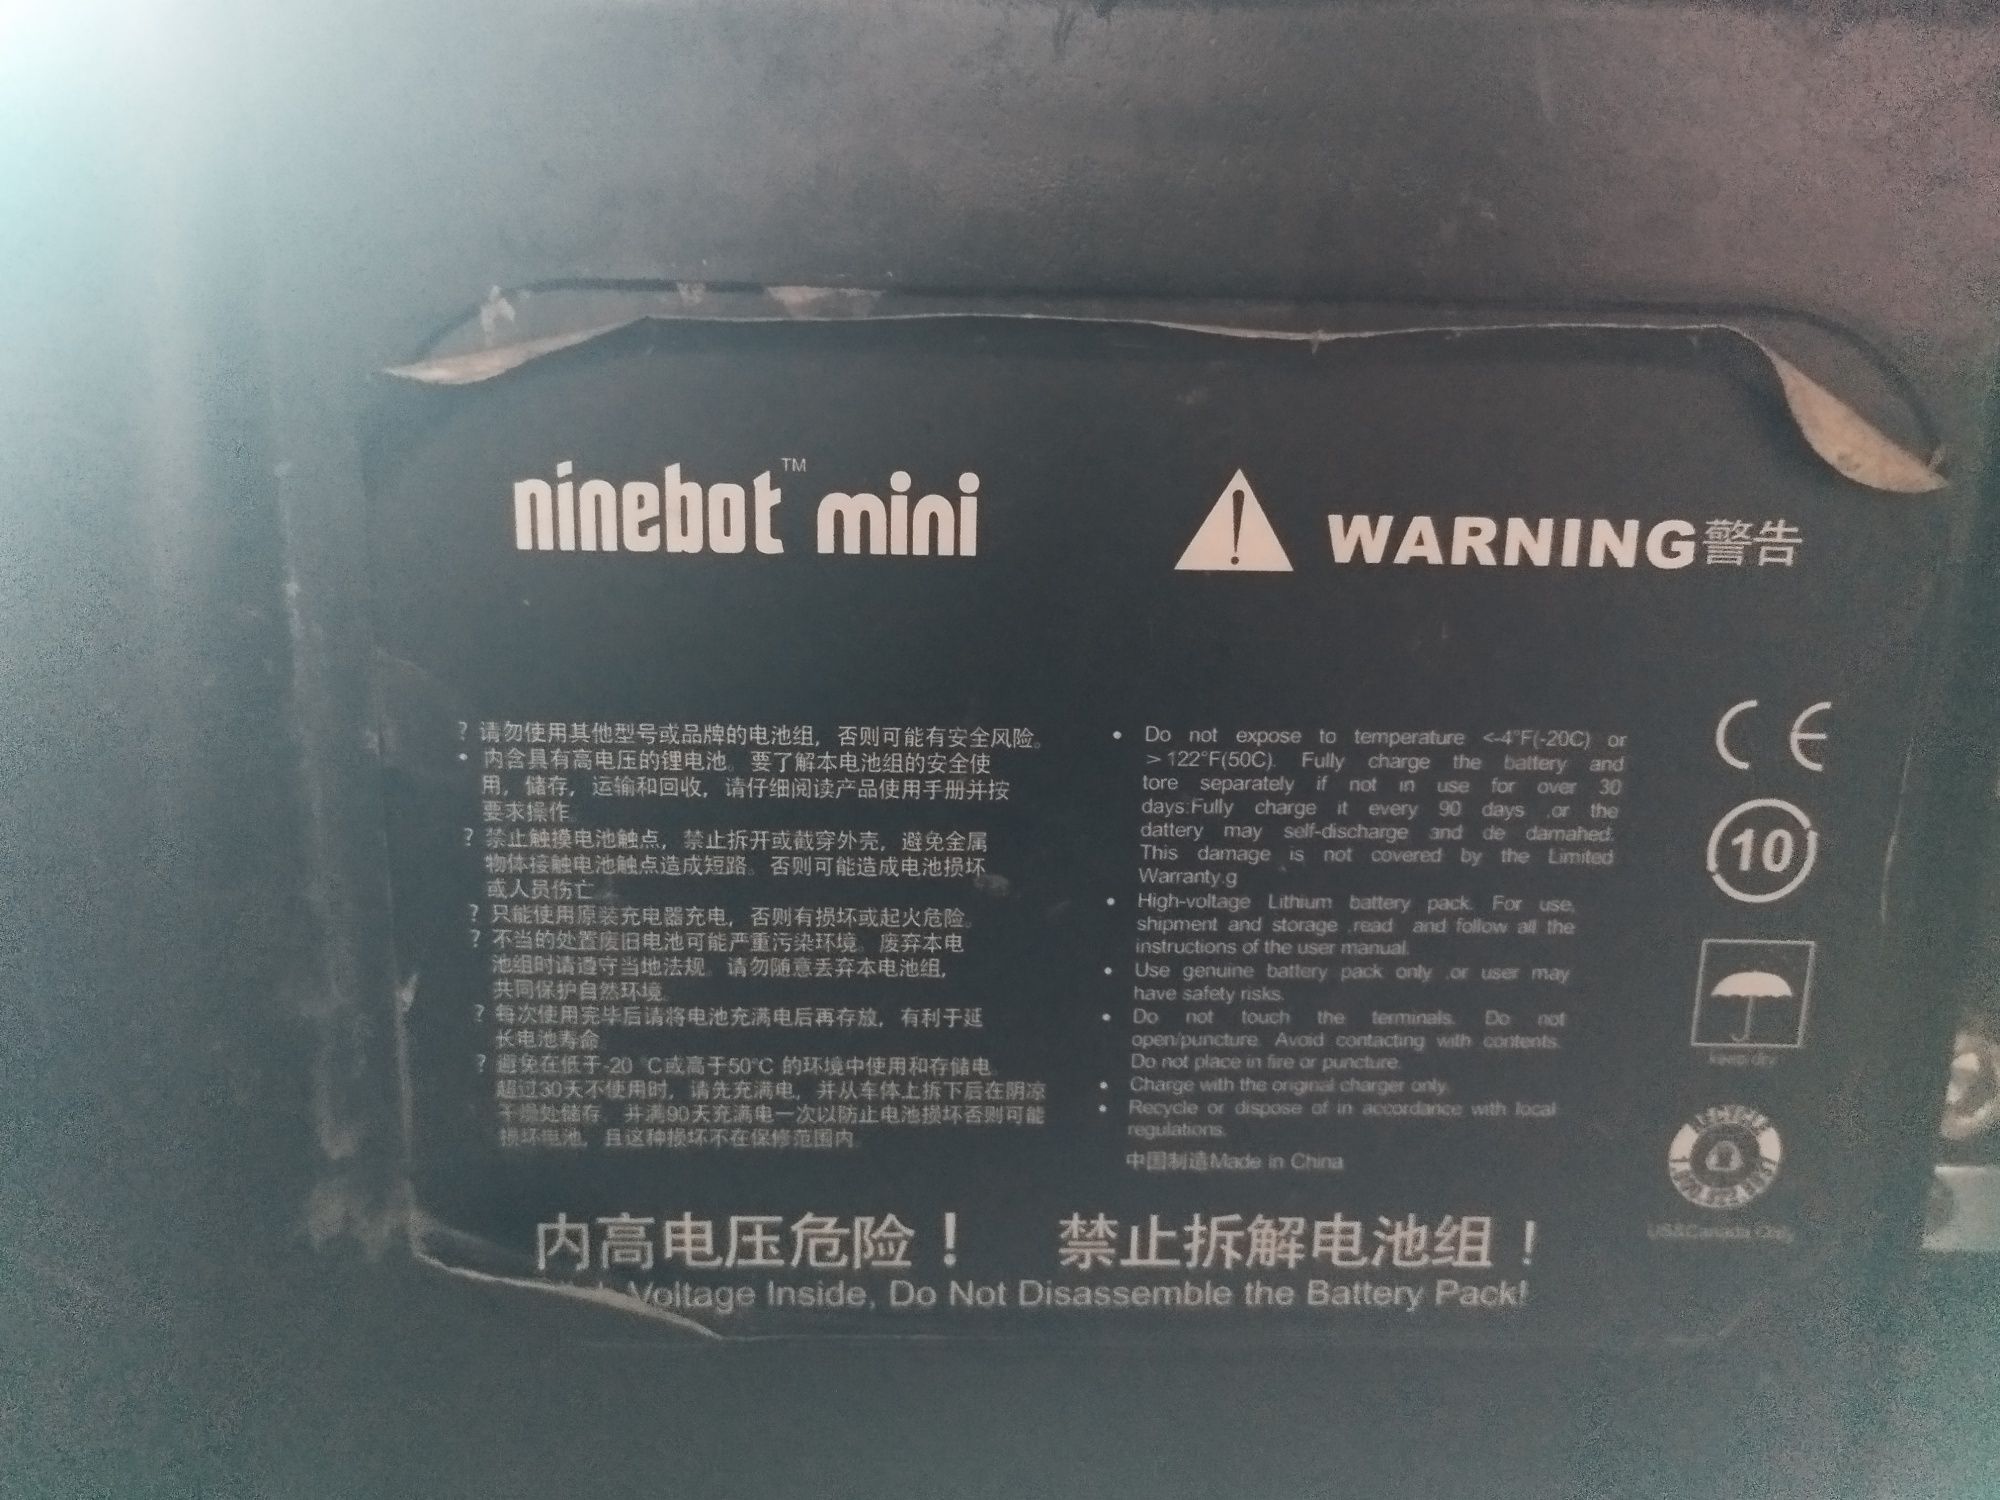 ninebot™ mini
WARNING警告
? 请勿使用其他型号或品牌的电池组，否则可能有安全风险。
• 内含具有高电压的锂电池。要了解本电池组的安全使
用，储存，运输和回收，请仔细阅读产品使用手册并按
要求操作。
? 禁止触摸电池触点，禁止拆开或截穿外壳，避免金属
物体接触电池触点造成短路。否则可能造成电池损坏
或人员伤亡。
? 只能使用原装充电器充电，否则有损坏或起火危险。
? 不当的处置废旧电池可能严重污染环境。废弃本电
池组时请遵守当地法规。请勿随意丢弃本电池组，
共同保护自然环境。
? 每次使用完毕后请将电池充满电后再存放，有利于延
长电池寿命。
? 避免在低于-20 °C或高于50°C 的环境中使用和存储电
超过30天不使用时，请先充满电，并从车体上拆下后在阴凉
干燥处储存，并满90天充满电一次以防止电池损坏否则可能
损坏电池，且这种损坏不在保修范围内。
• Do not expose to temperature <-4°F(-20C) or
> 122°F(50C). Fully charge the battery and
tore separately if not in use for over 30
days:Fully charge it every 90 days ,or the
dattery may self-discharge and de damahed.
This damage is not covered by the Limited
Warranty.g
• High-voltage Lithium battery pack. For use,
shipment and storage ,read and follow all the
instructions of the user manual.
• Use genuine battery pack only .or user may
have safety risks.
• Do not touch the terminals. Do not
open/puncture. Avoid contacting with contents.
Do not place in fire or puncture.
• Charge with the original charger only.
• Recycle or dispose of in accordance with local
regulations.
中国制造Made in China
CE
10
keep dry
US&Canada Only
内高电压危险！ 禁止拆解电池组！
Voltage Inside, Do Not Disassemble the Battery Pack!